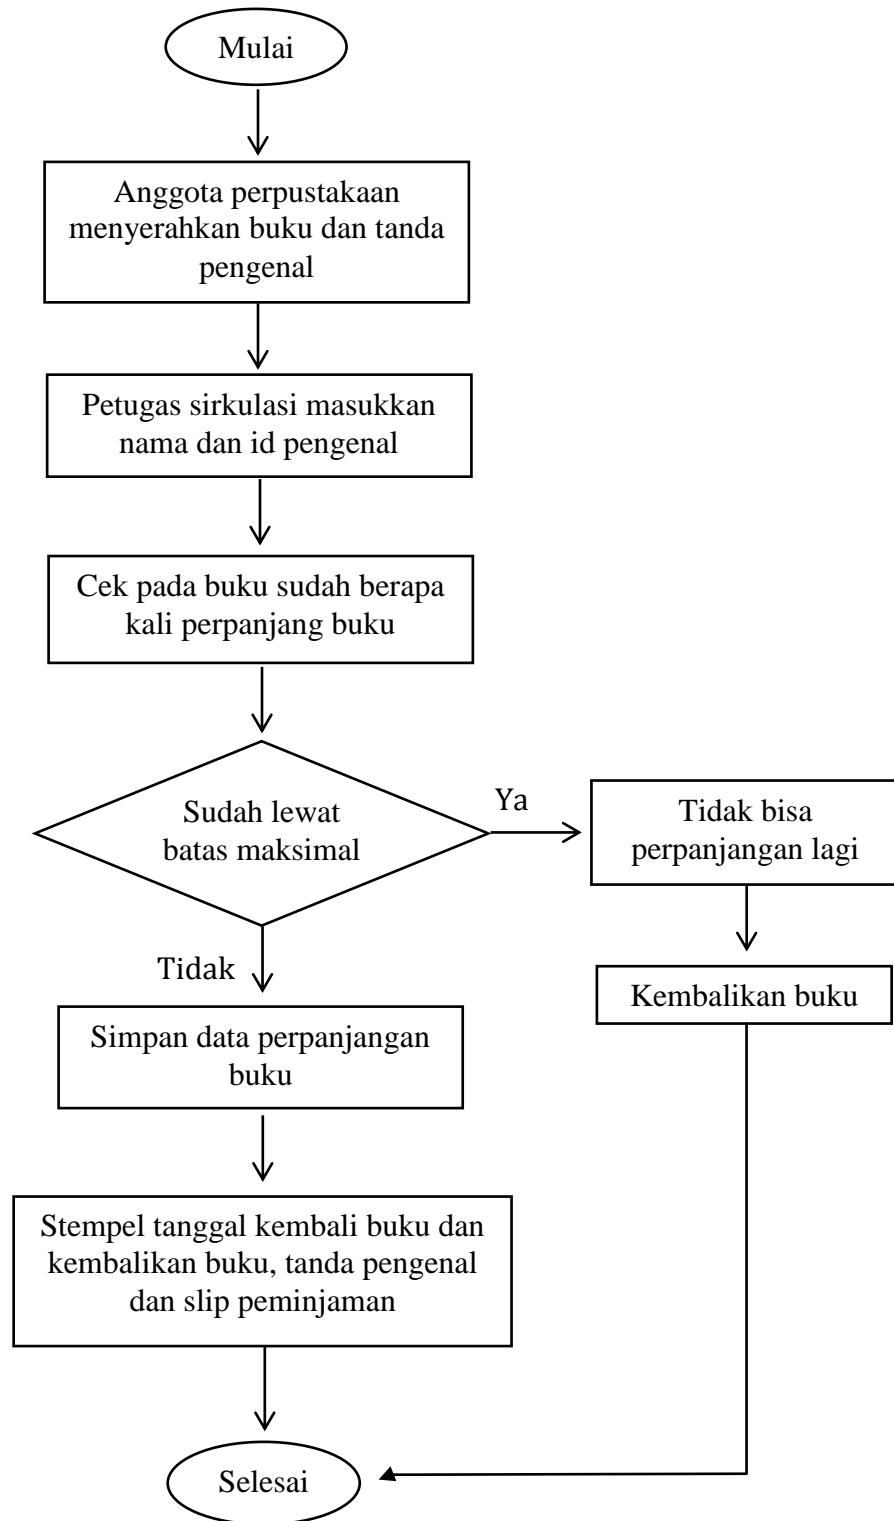 Mulai
Anggota perpustakaan
menyerahkan buku dan tanda
pengenal
Petugas sirkulasi masukkan
nama dan id pengenal
Cek pada buku sudah berapa
kali perpanjang buku
Sudah lewat
batas maksimal
Ya
Tidak bisa
perpanjangan lagi
Kembalikan buku
Tidak
Simpan data perpanjangan
buku
Stempel tanggal kembali buku dan
kembalikan buku, tanda pengenal
dan slip peminjaman
Selesai